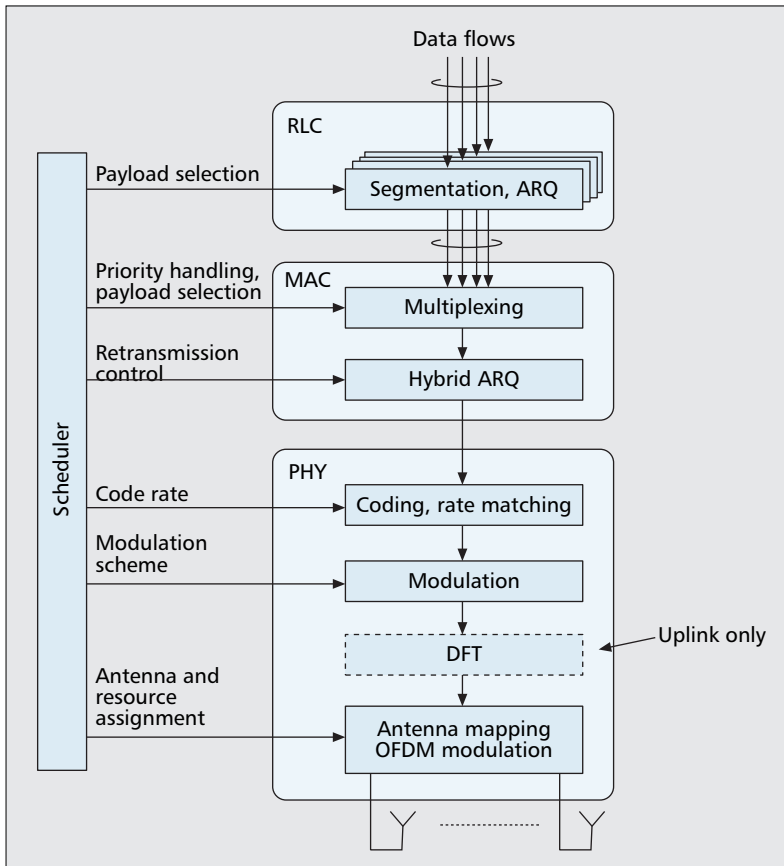 Data flows
RLC
Payload selection
Segmentation, ARQ
Priority handling,
payload selection
MAC
Multiplexing
Retransmission
control
Hybrid ARQ
Scheduler
PHY
Code rate
Coding, rate matching
Modulation
scheme
Modulation
Uplink only
DFT
Antenna and
resource
assignment
Antenna mapping
OFDM modulation